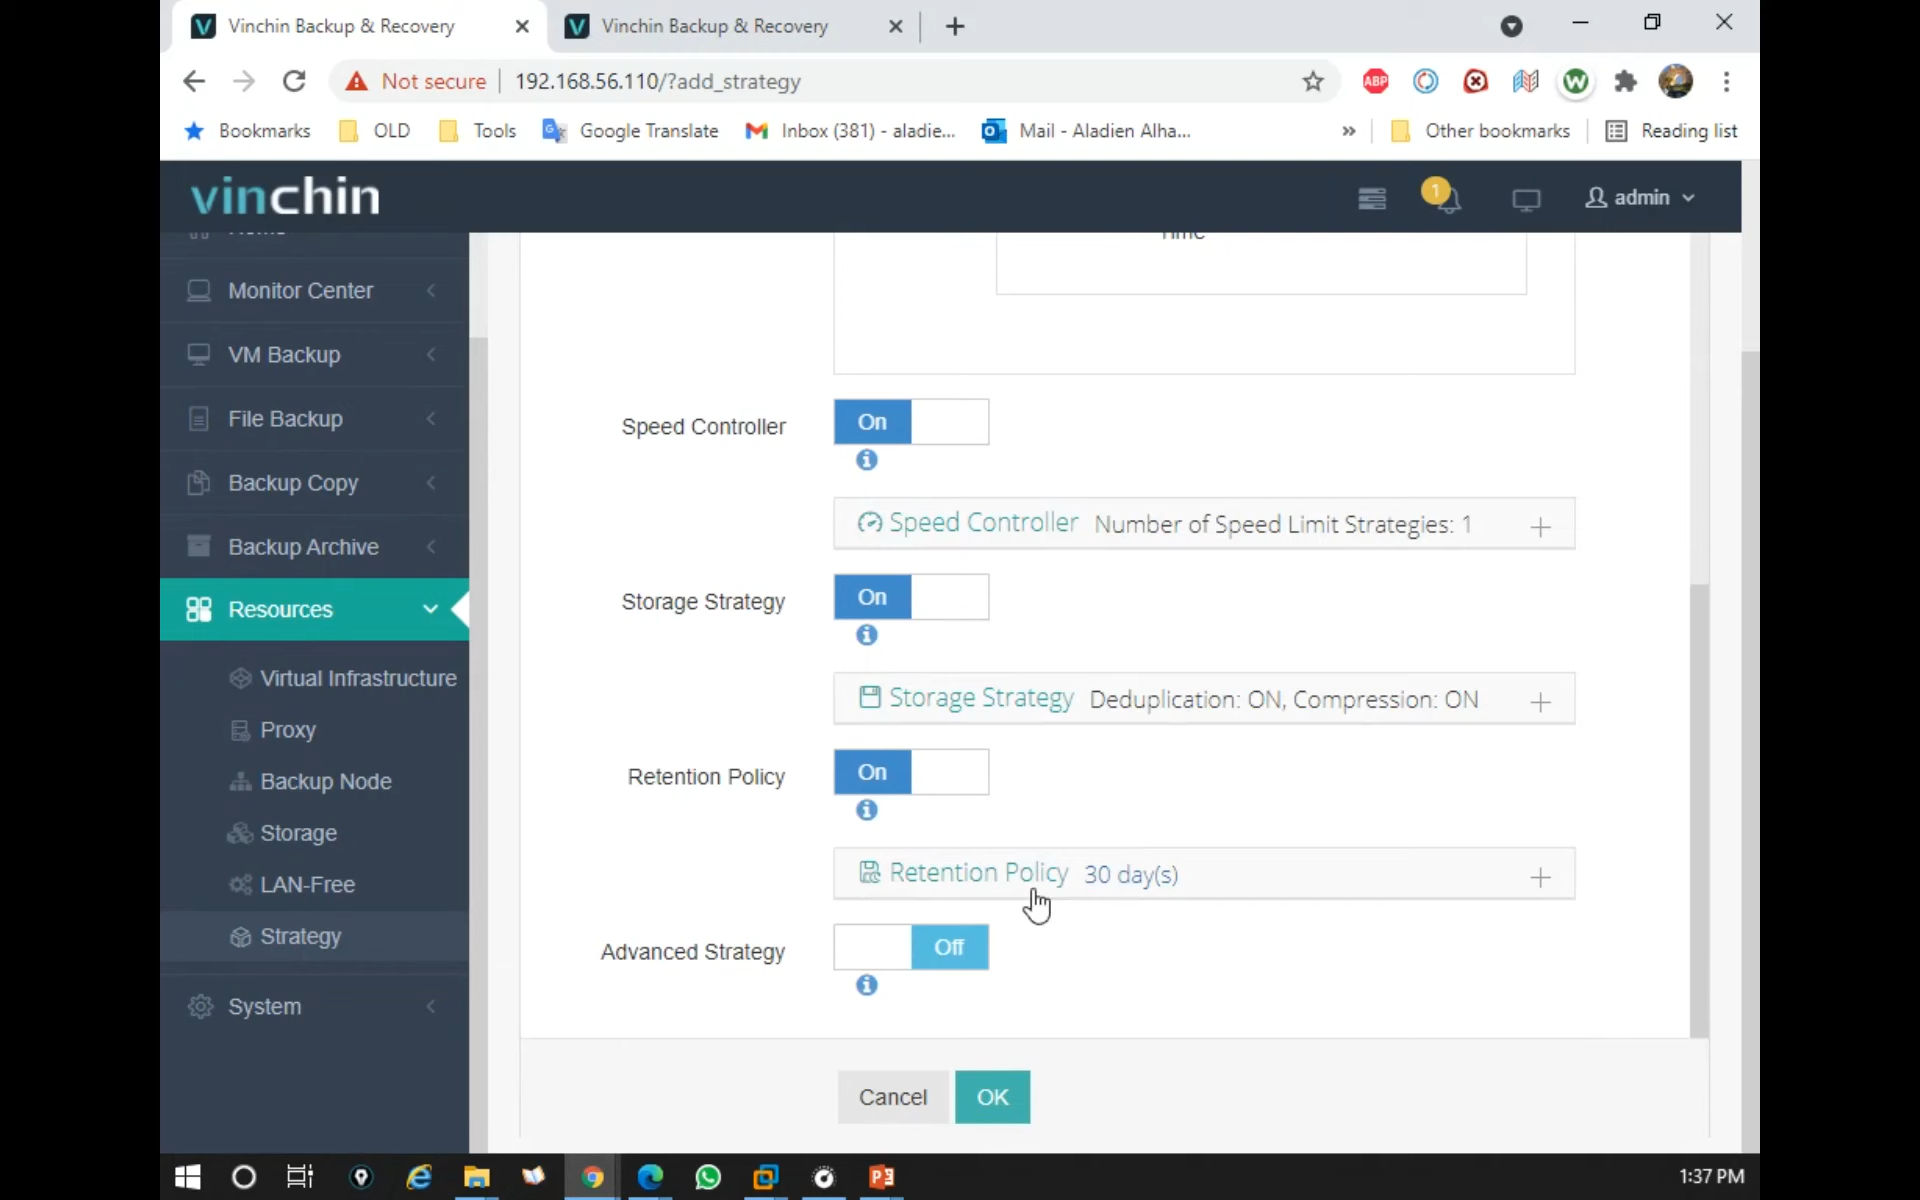 Vinchin Backup & Recovery
Vinchin Backup & Recovery
Not secure
192.168.56.110/?add_strategy
ABP
W
Bookmarks
OLD
Tools
Google Translate
Inbox (381) - aladie...
Mail - Aladien Alha...
»
Other bookmarks
Reading list
vinchin
1
admin
Home
Monitor Center
VM Backup
File Backup
Backup Copy
Backup Archive
Resources
Virtual Infrastructure
Proxy
Backup Node
Storage
LAN-Free
Strategy
System
Time
Speed Controller
On
Speed Controller Number of Speed Limit Strategies: 1
Storage Strategy
On
Storage Strategy Deduplication: ON, Compression: ON
Retention Policy
On
Retention Policy 30 day(s)
Advanced Strategy
Off
Cancel
OK
1:37 PM